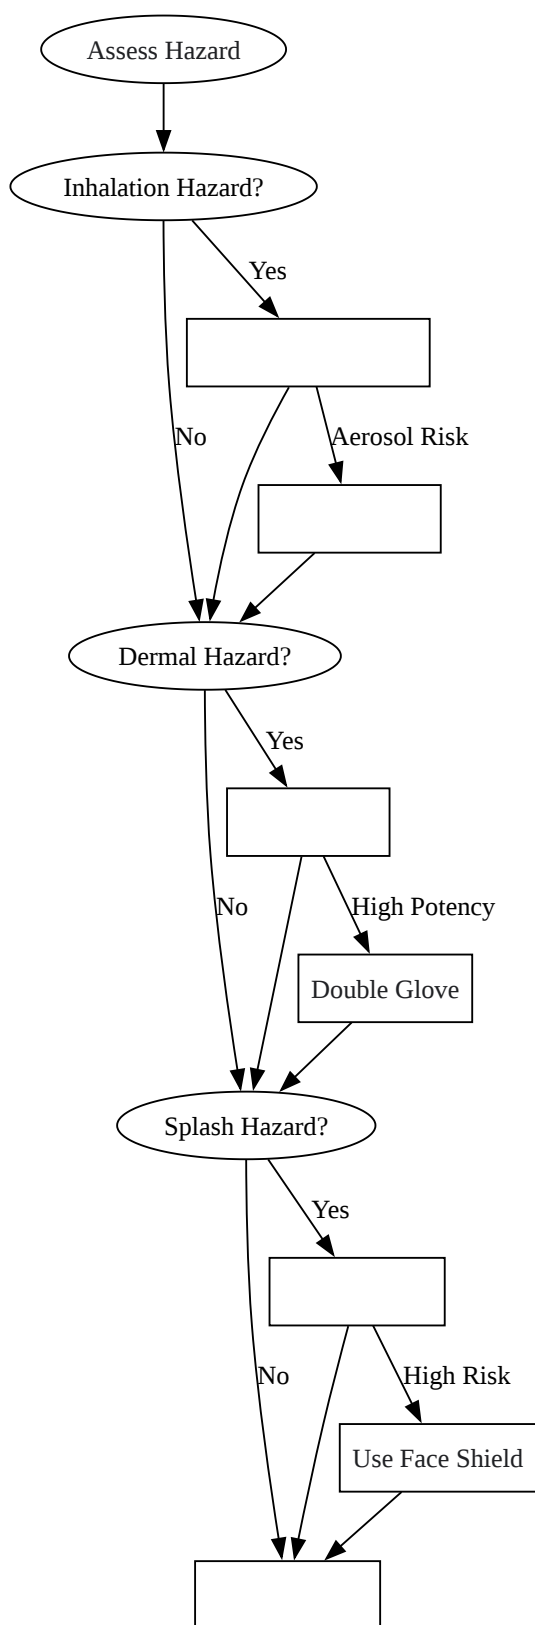 Assess Hazard
Inhalation Hazard?
Yes
No
Aerosol Risk
Dermal Hazard?
Yes
No
High Potency
Double Glove
Splash Hazard?
Yes
No
High Risk
Use Face Shield